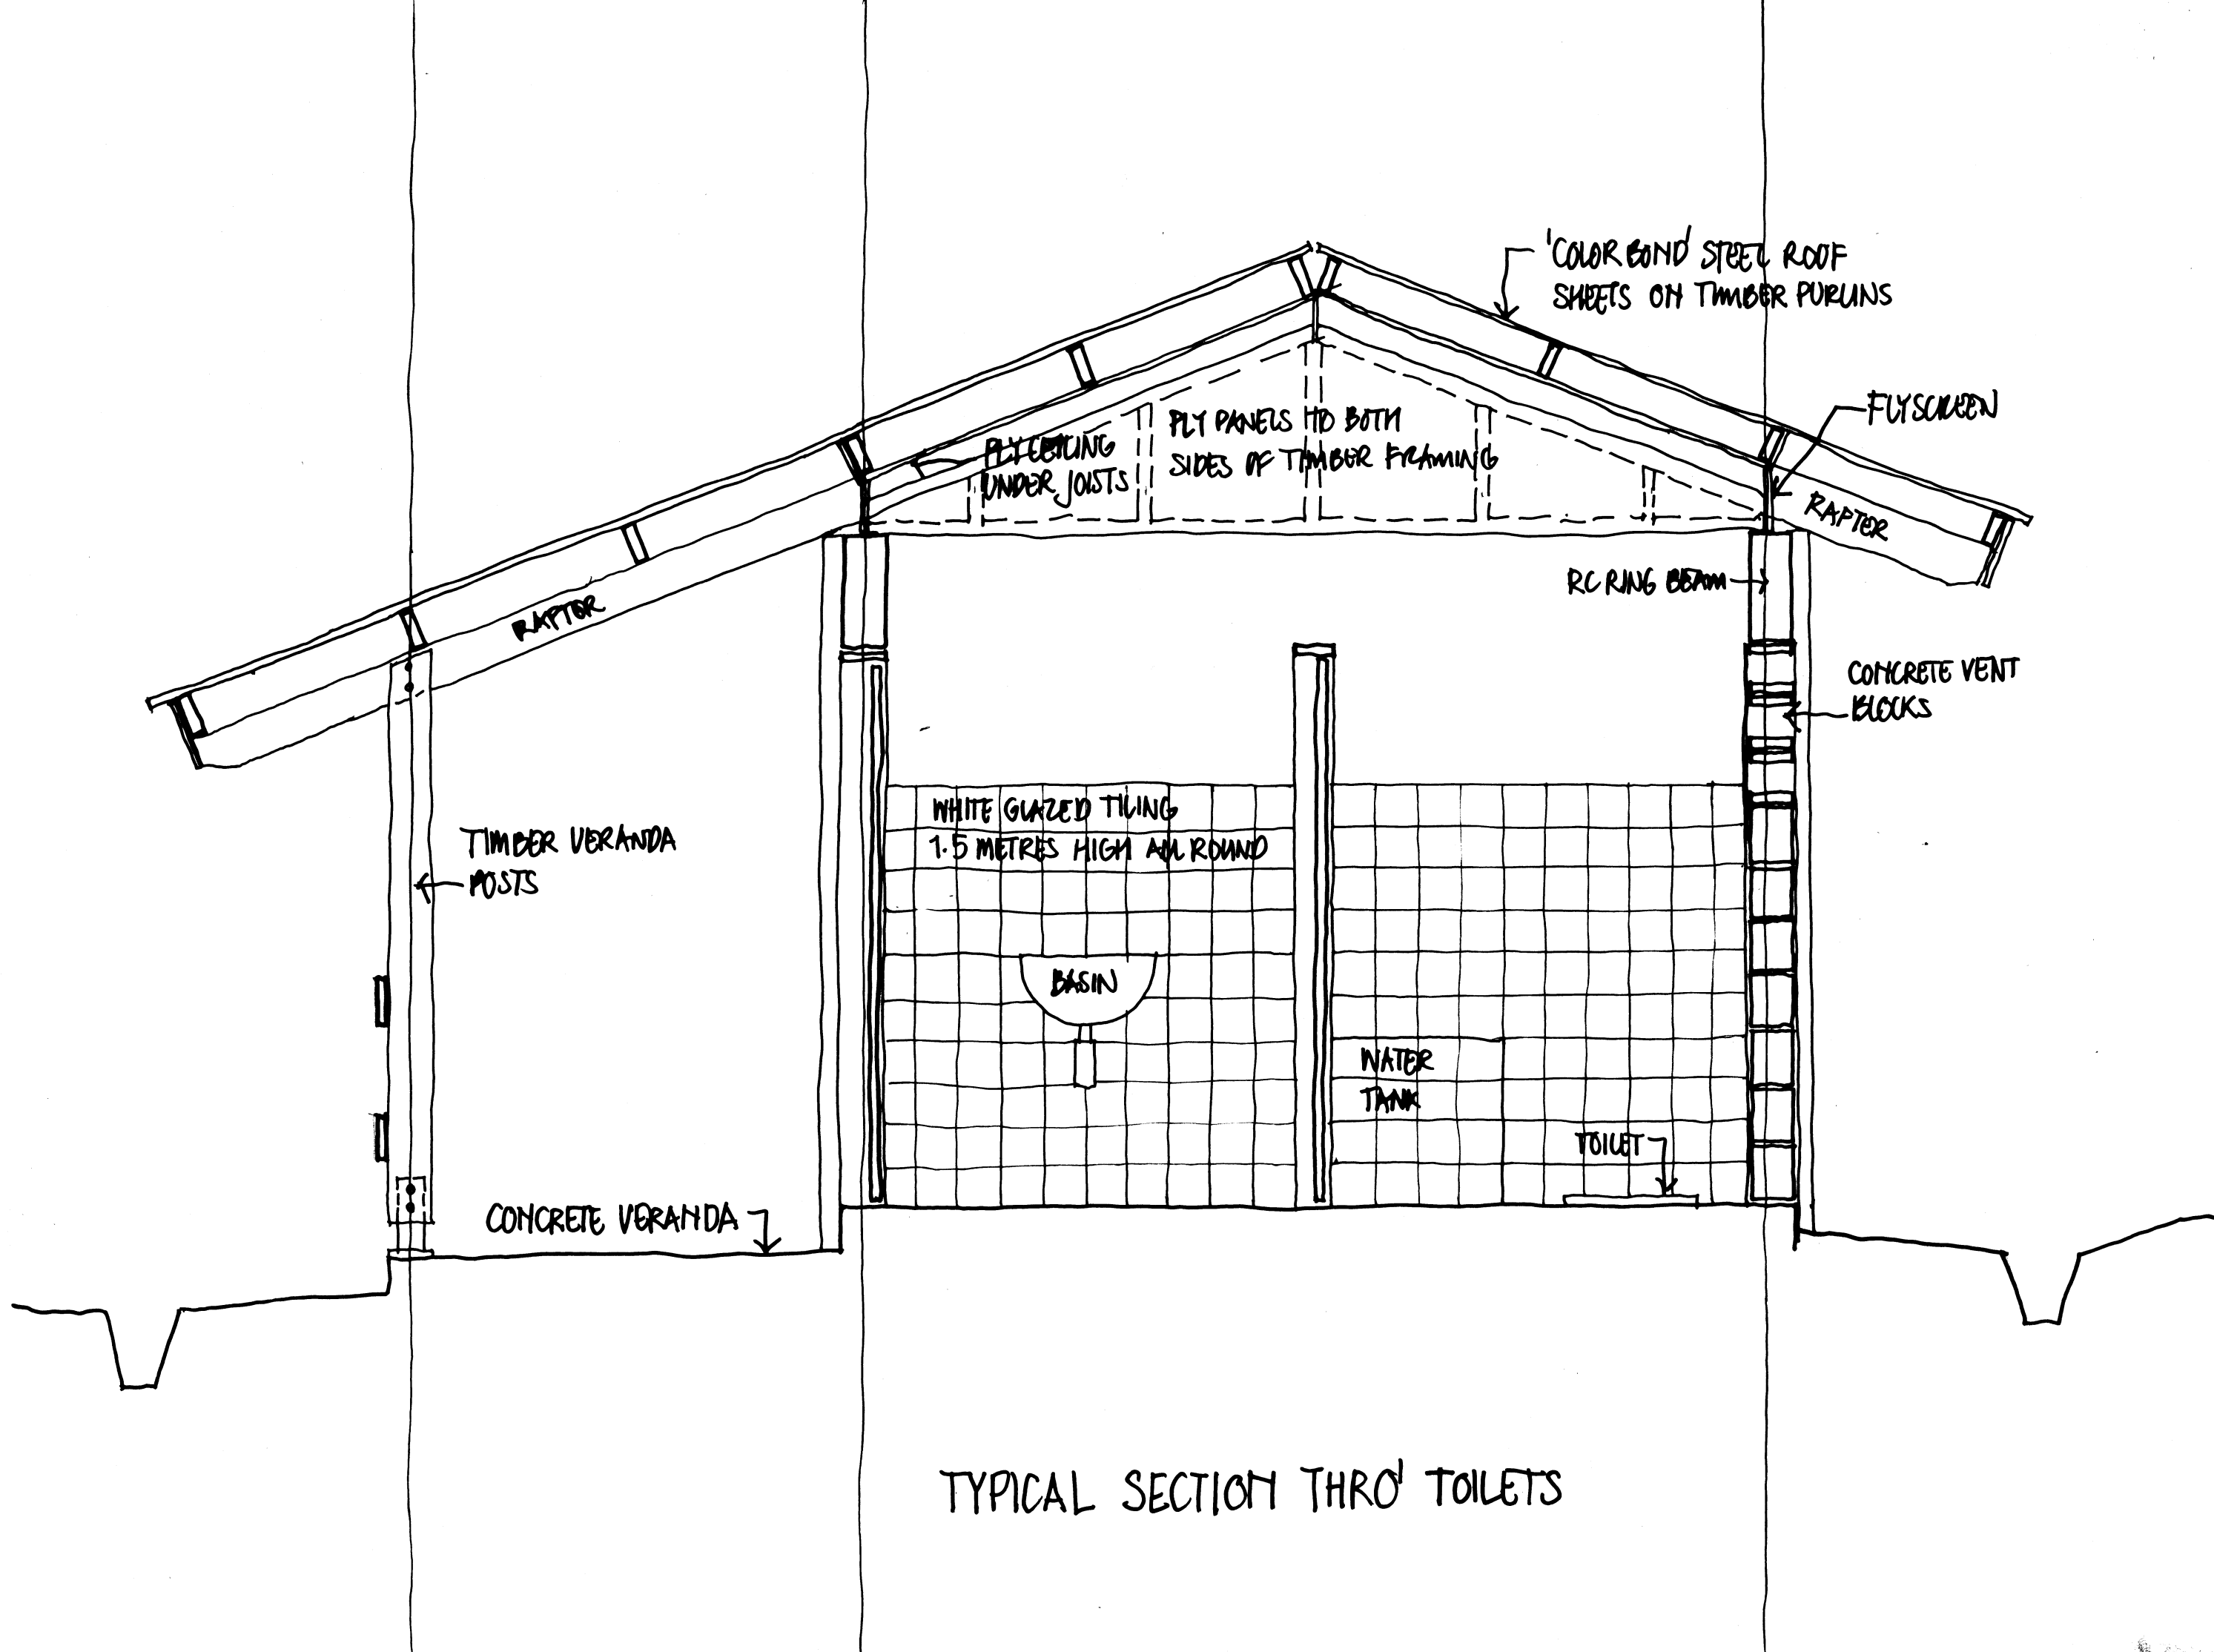 'COLORBOND' STEEL ROOF
SHEETS ON TIMBER PURLINS
FLYSCREEN
PLY PANELS TO BOTH
SIDES OF TIMBER FRAMING
PLY CEILING
UNDER JOISTS
RAFTER
RAFTER
RC RING BEAM
CONCRETE VENT
BLOCKS
WHITE GLAZED TILING
1.5 METRES HIGH ALL ROUND
TIMBER VERANDA
POSTS
BASIN
WATER
TANK
TOILET
CONCRETE VERANDA
TYPICAL SECTION THRO' TOILETS